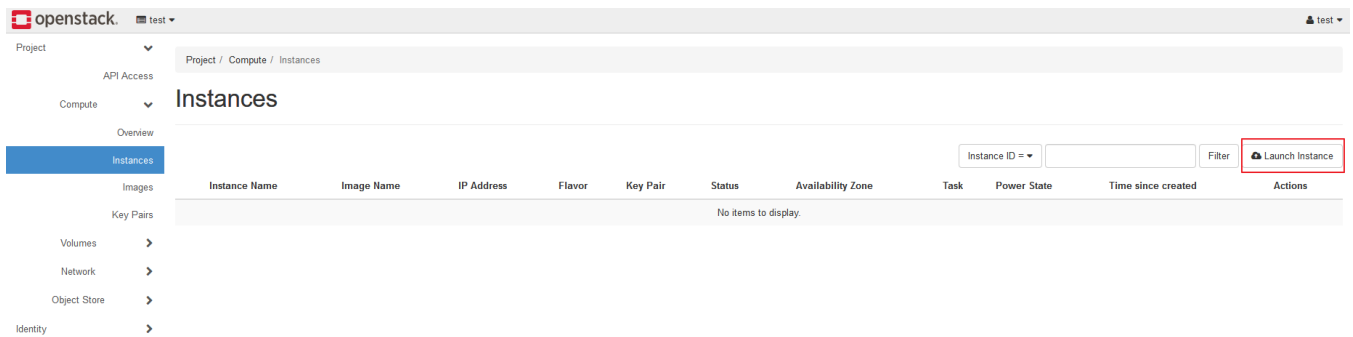 openstack. test test
Project
Project / Compute / Instances
API Access
Compute
Instances
Overview
Instances
Instance ID = Filter Launch Instance
Images
Instance Name Image Name IP Address Flavor Key Pair Status Availability Zone Task Power State Time since created Actions
Key Pairs
No items to display.
Volumes
Network
Object Store
Identity